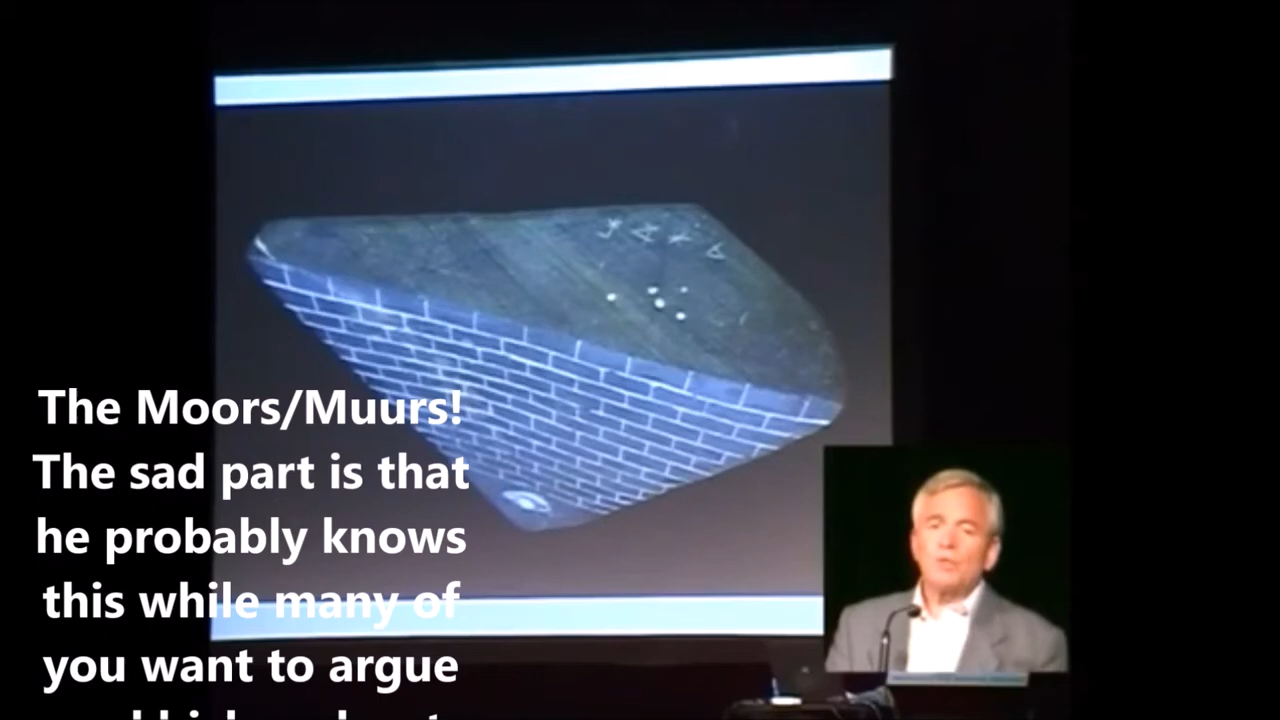 The Moors/Muurs!
The sad part is that
he probably knows
this while many of
you want to argue